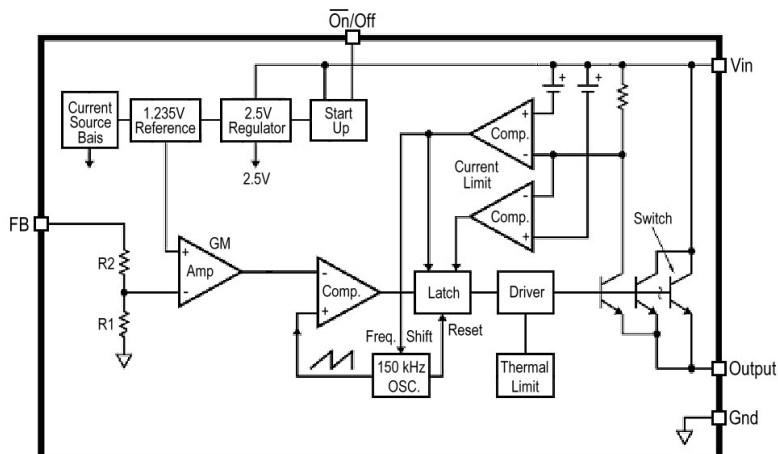 On/Off
Vin
Current
Source
Bais
1.235V
Reference
2.5V
Regulator
Start
Up
2.5V
+
+
+
Comp.
-
Current
Limit
-
Comp.
+
Switch
FB
R2
R1
GM
+
Amp
-
-
Comp.
+
Latch
Driver
Freq. Shift
Reset
150 kHz
OSC.
Thermal
Limit
Output
Gnd